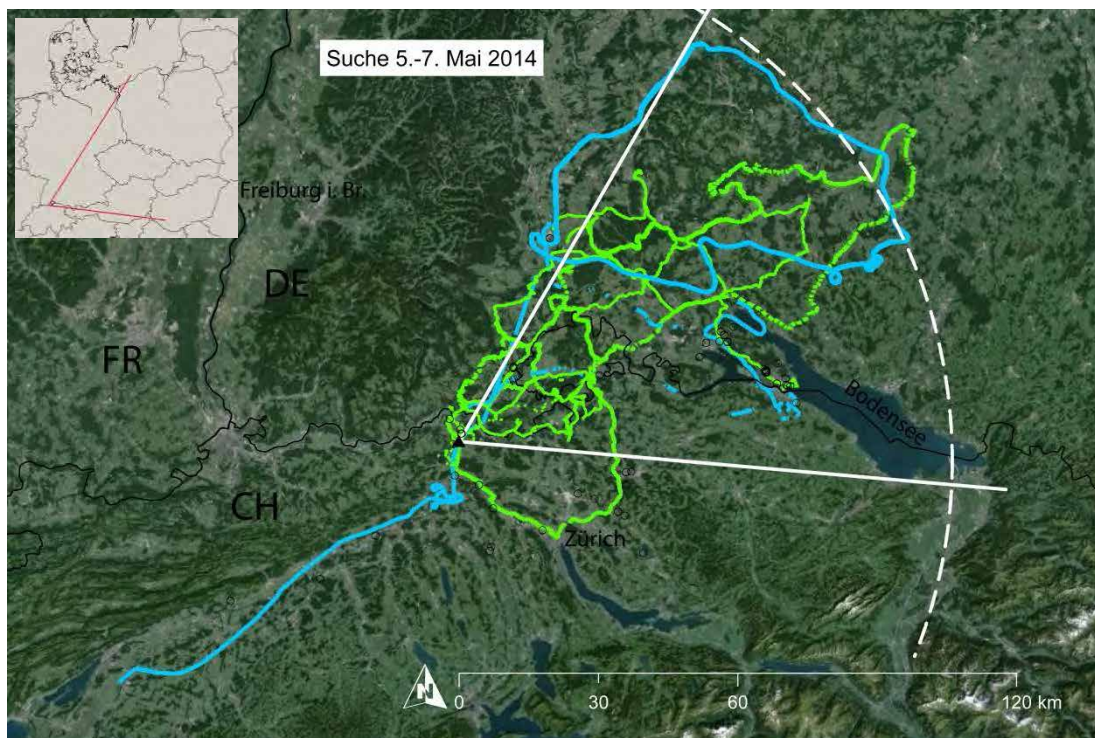 Suche 5.-7. Mai 2014
Freiburg i. Br.
DE
FR
Bodensee
CH
Zürich
N
0 30 60 120 km